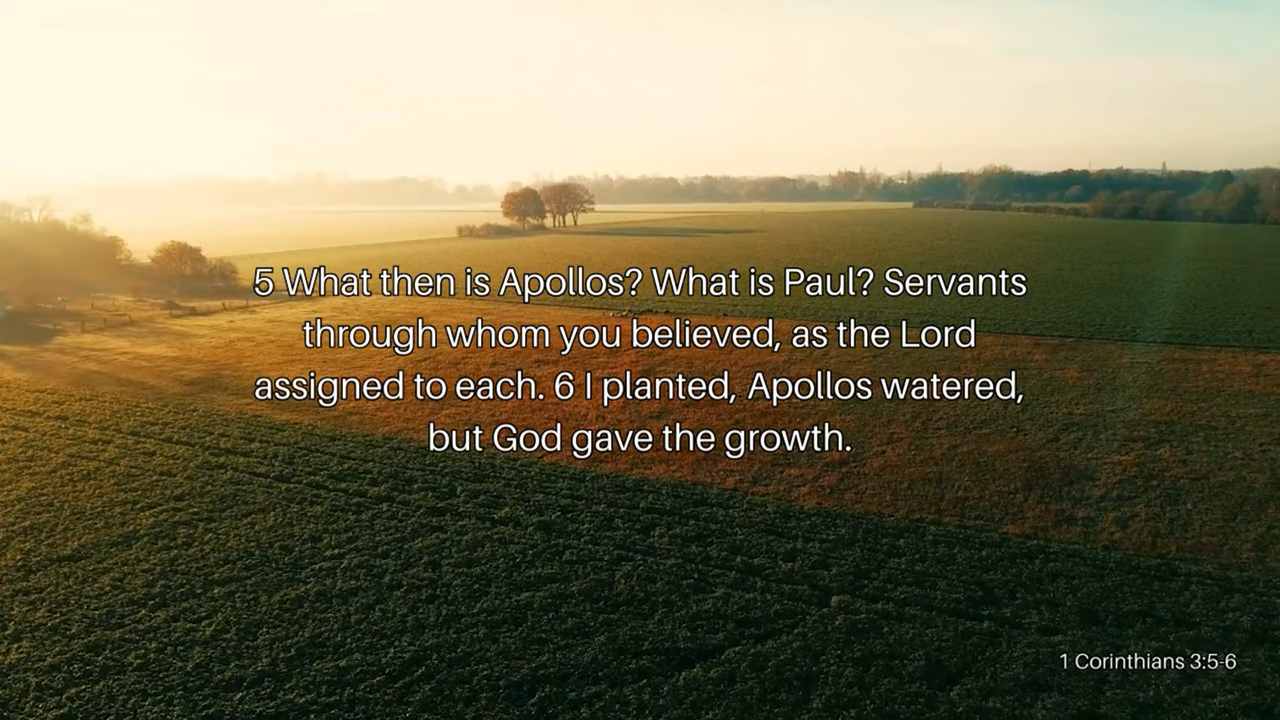 5 What then is Apollos? What is Paul? Servants
through whom you believed, as the Lord
assigned to each. 6 I planted, Apollos watered,
but God gave the growth.
1 Corinthians 3:5-6